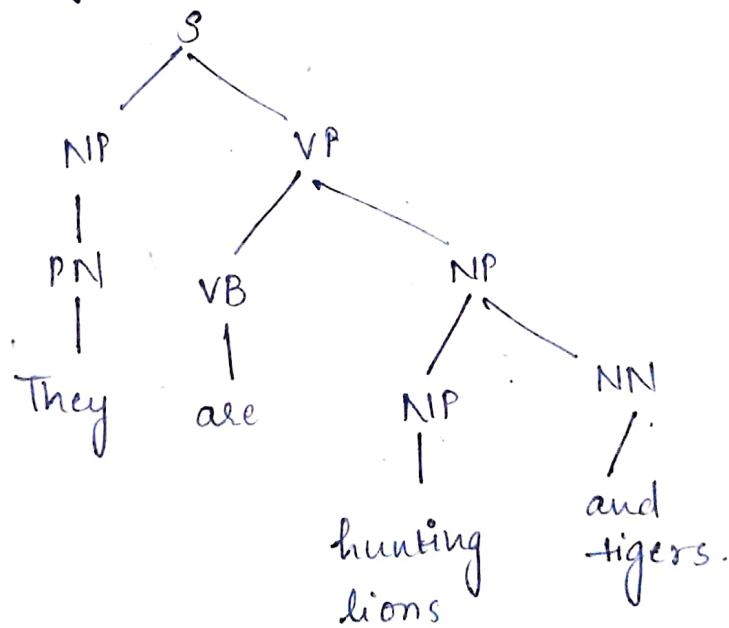 S
NP VP
PN VB NP
They are NP NN
hunting and
lions tigers.